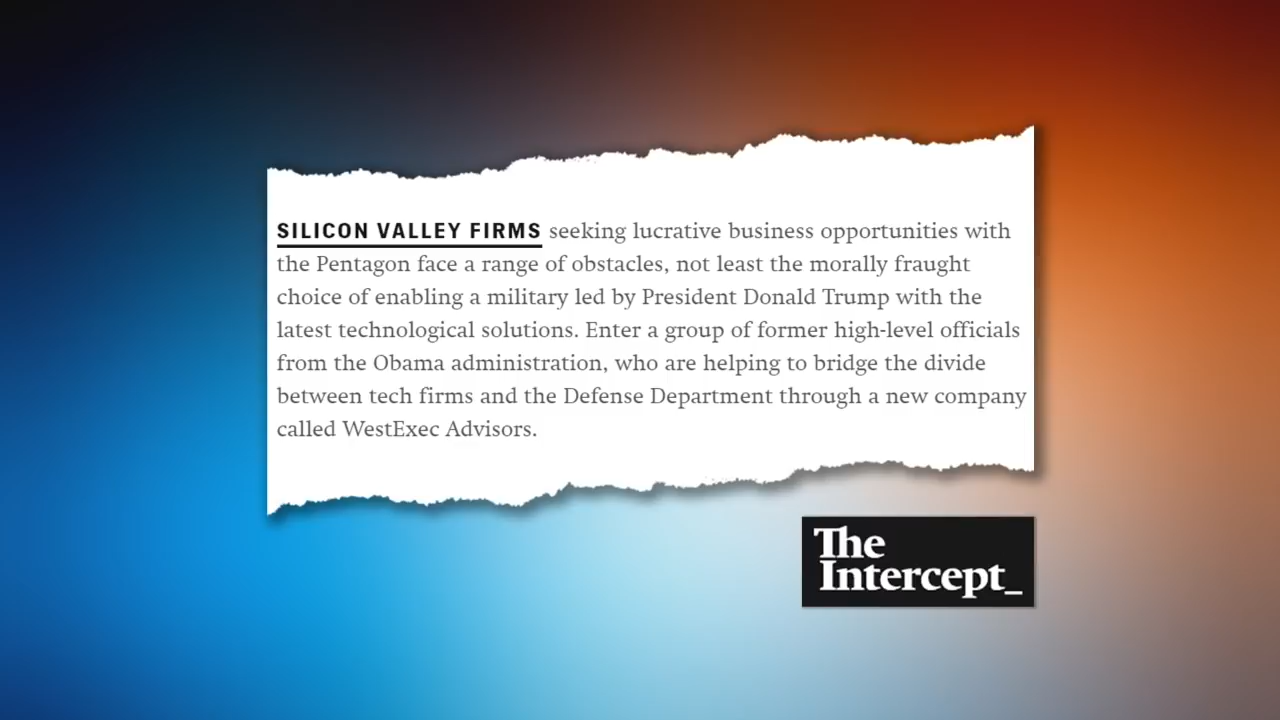 SILICON VALLEY FIRMS seeking lucrative business opportunities with
the Pentagon face a range of obstacles, not least the morally fraught
choice of enabling a military led by President Donald Trump with the
latest technological solutions. Enter a group of former high-level officials
from the Obama administration, who are helping to bridge the divide
between tech firms and the Defense Department through a new company
called WestExec Advisors.
The
Intercept_